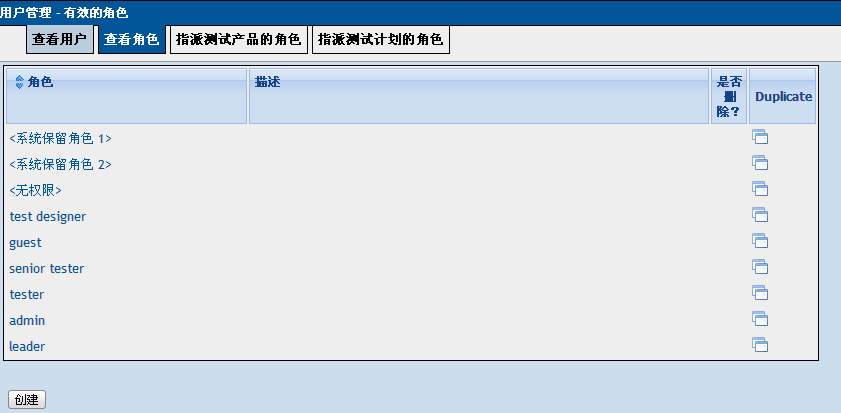 用户管理 - 有效的角色
查看用户 查看角色 指派测试产品的角色 指派测试计划的角色
角色 描述 是否删除? Duplicate
<系统保留角色 1>
<系统保留角色 2>
<无权限>
test designer
guest
senior tester
tester
admin
leader
创建